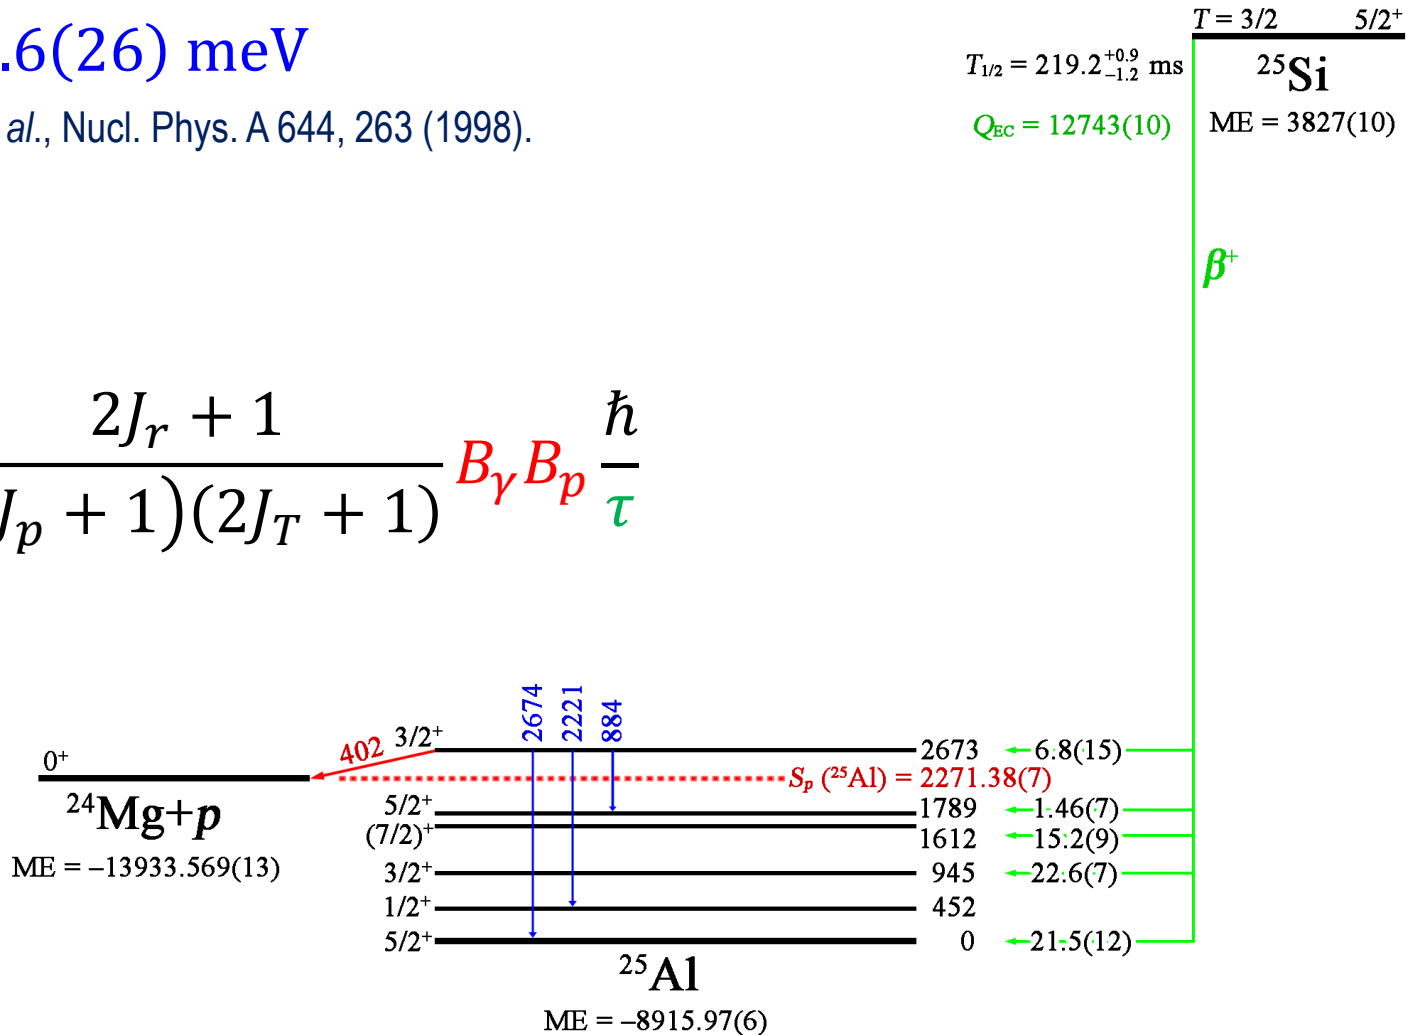 .6(26) meV
al., Nucl. Phys. A 644, 263 (1998).
T = 3/2 5/2⁺
T₁/₂ = 219.2⁺⁰·⁹₋₁.₂ ms
²⁵Si
Q_EC = 12743(10)
ME = 3827(10)
β⁺
2J_r + 1
J_p + 1)(2J_T + 1)
B_γ B_p ħ
τ
2674
2221
884
0⁺
402
3/2⁺
2673
6.8(15)
S_p (²⁵Al) = 2271.38(7)
²⁴Mg+p
ME = –13933.569(13)
5/2⁺
1789
1.46(7)
(7/2)⁺
1612
15.2(9)
3/2⁺
945
22.6(7)
1/2⁺
452
5/2⁺
0
21.5(12)
²⁵Al
ME = –8915.97(6)